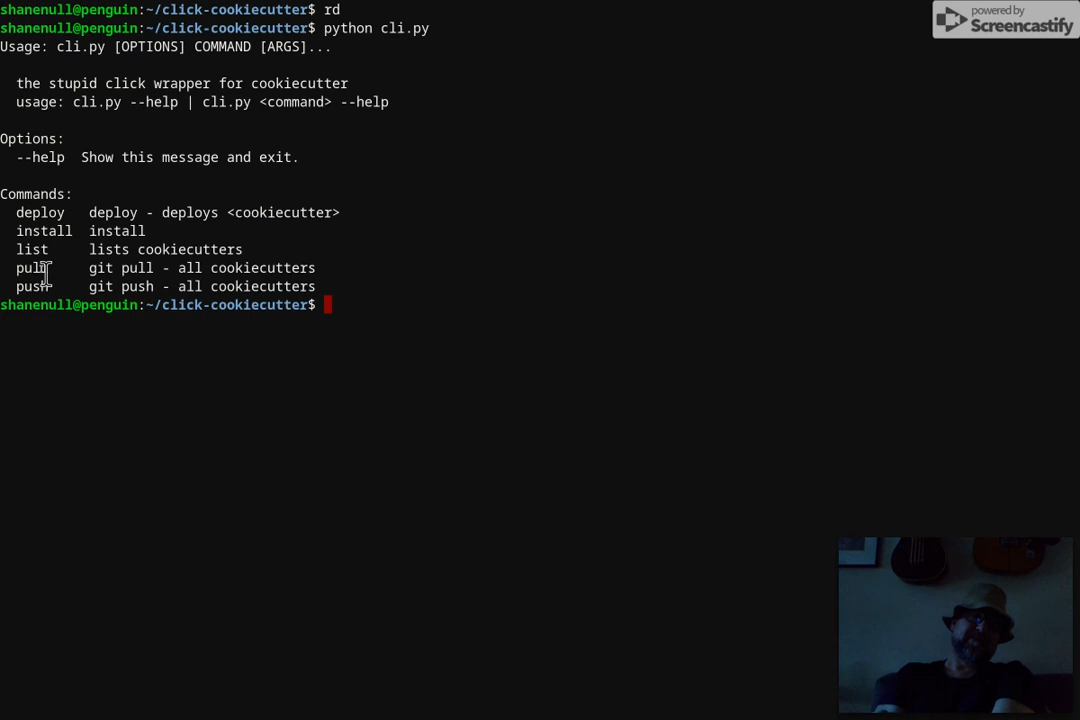 shanenull@penguin:~/click-cookiecutter$ rd
shanenull@penguin:~/click-cookiecutter$ python cli.py
Usage: cli.py [OPTIONS] COMMAND [ARGS]...
the stupid click wrapper for cookiecutter
usage: cli.py --help | cli.py <command> --help
Options:
--help  Show this message and exit.
Commands:
deploy   deploy - deploys <cookiecutter>
install  install
list     lists cookiecutters
pull     git pull - all cookiecutters
push     git push - all cookiecutters
shanenull@penguin:~/click-cookiecutter$
powered by
Screencastify